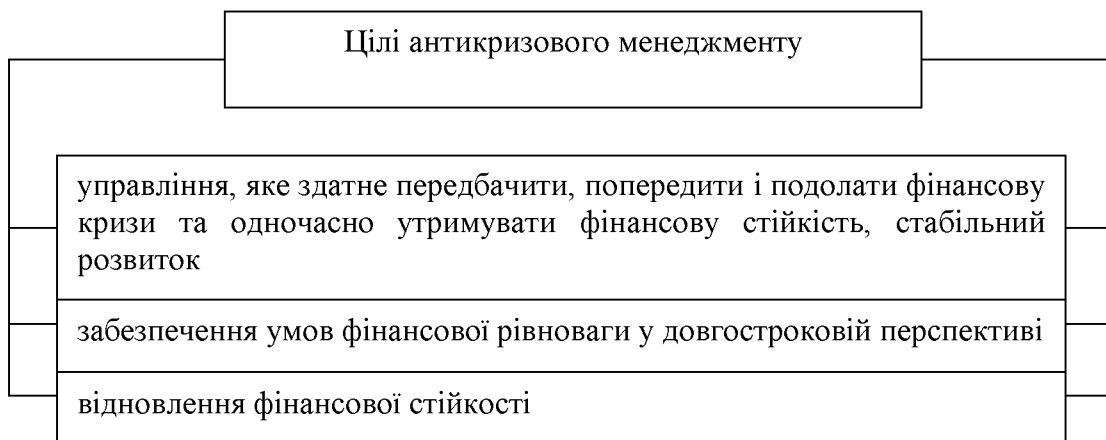 Цілі антикризового менеджменту
управління, яке здатне передбачити, попередити і подолати фінансову
кризи та одночасно утримувати фінансову стійкість, стабільний
розвиток
забезпечення умов фінансової рівноваги у довгостроковій перспективі
відновлення фінансової стійкості